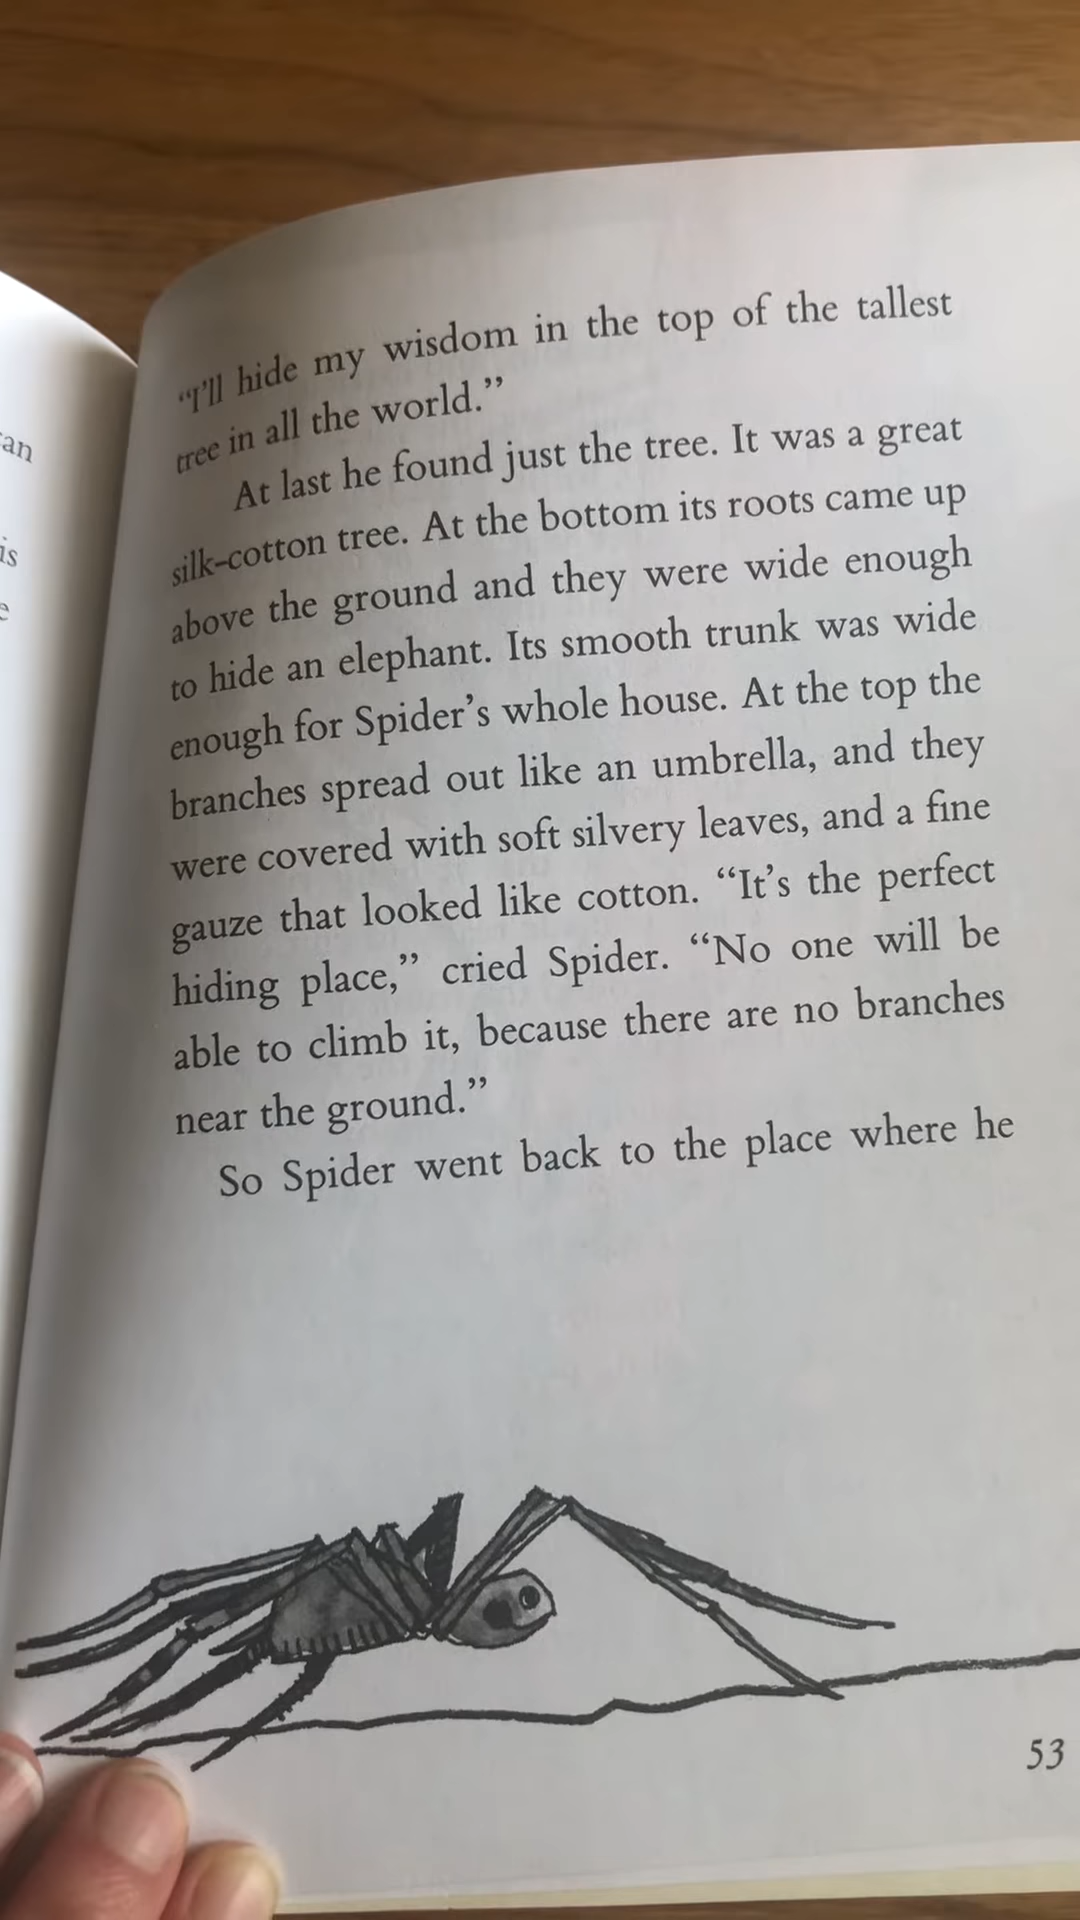 an
is
e
“I’ll hide my wisdom in the top of the tallest
tree in all the world.”
At last he found just the tree. It was a great
silk-cotton tree. At the bottom its roots came up
above the ground and they were wide enough
to hide an elephant. Its smooth trunk was wide
enough for Spider’s whole house. At the top the
branches spread out like an umbrella, and they
were covered with soft silvery leaves, and a fine
gauze that looked like cotton. “It’s the perfect
hiding place,” cried Spider. “No one will be
able to climb it, because there are no branches
near the ground.”
So Spider went back to the place where he
53